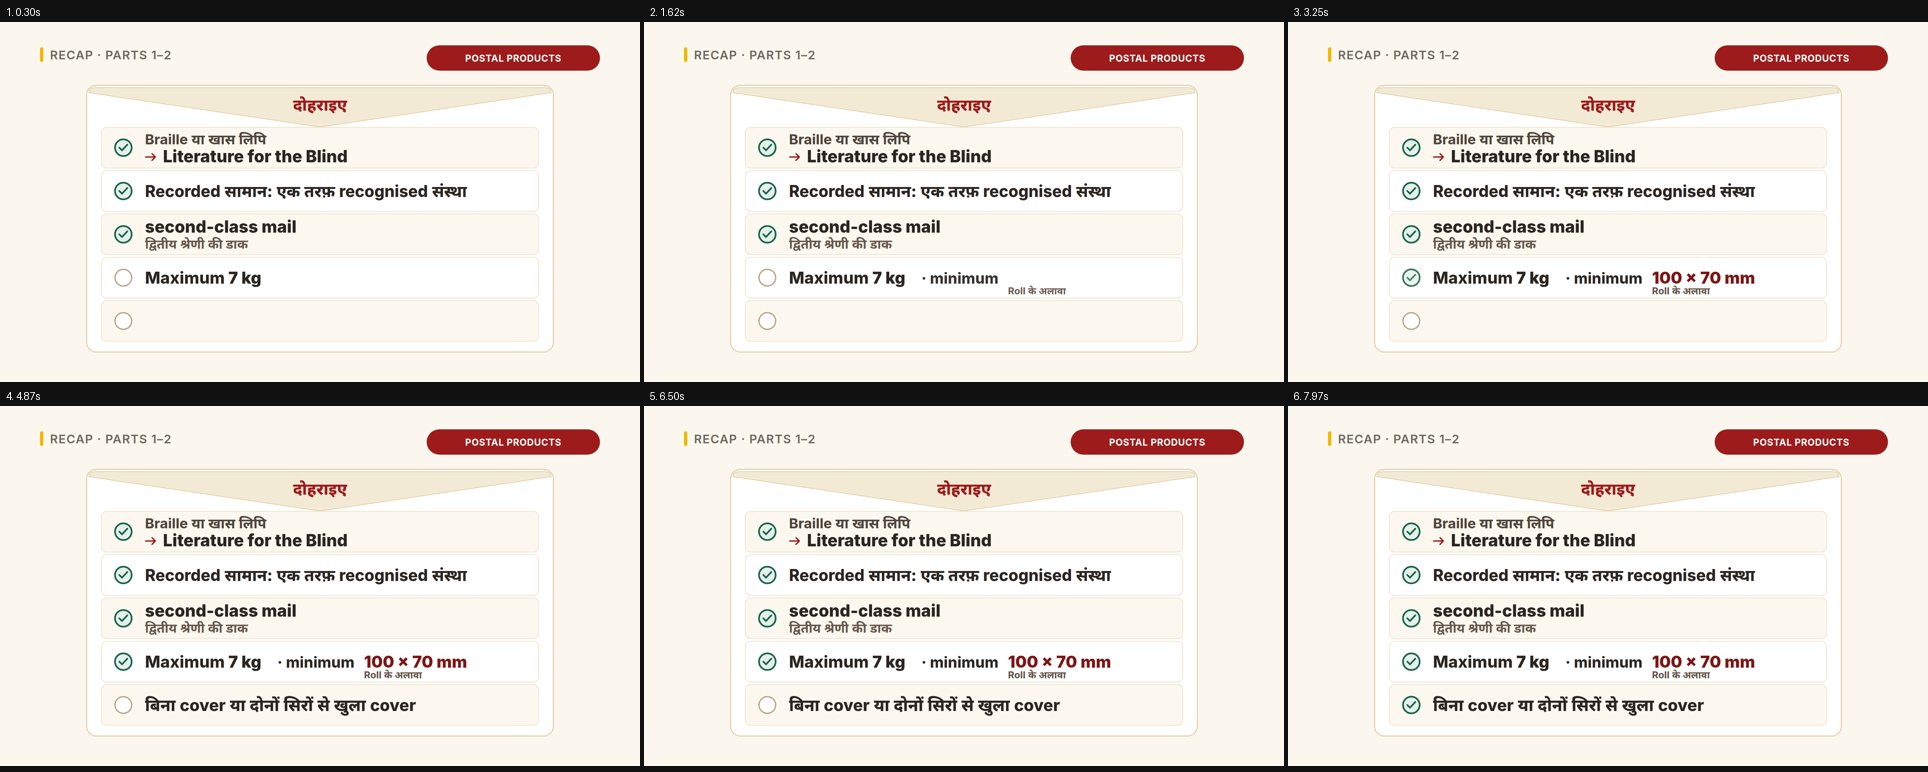 1. 0.30s
RECAP · PARTS 1–2
POSTAL PRODUCTS
दोहराइए
Braille या खास लिपि
→ Literature for the Blind
Recorded सामान: एक तरफ़ recognised संस्था
second-class mail
द्वितीय श्रेणी की डाक
Maximum 7 kg
2. 1.62s
RECAP · PARTS 1–2
POSTAL PRODUCTS
दोहराइए
Braille या खास लिपि
→ Literature for the Blind
Recorded सामान: एक तरफ़ recognised संस्था
second-class mail
द्वितीय श्रेणी की डाक
Maximum 7 kg · minimum
Roll के अलावा
3. 3.25s
RECAP · PARTS 1–2
POSTAL PRODUCTS
दोहराइए
Braille या खास लिपि
→ Literature for the Blind
Recorded सामान: एक तरफ़ recognised संस्था
second-class mail
द्वितीय श्रेणी की डाक
Maximum 7 kg · minimum 100 × 70 mm
Roll के अलावा
4. 4.87s
RECAP · PARTS 1–2
POSTAL PRODUCTS
दोहराइए
Braille या खास लिपि
→ Literature for the Blind
Recorded सामान: एक तरफ़ recognised संस्था
second-class mail
द्वितीय श्रेणी की डाक
Maximum 7 kg · minimum 100 × 70 mm
Roll के अलावा
बिना cover या दोनों सिरों से खुला cover
5. 6.50s
RECAP · PARTS 1–2
POSTAL PRODUCTS
दोहराइए
Braille या खास लिपि
→ Literature for the Blind
Recorded सामान: एक तरफ़ recognised संस्था
second-class mail
द्वितीय श्रेणी की डाक
Maximum 7 kg · minimum 100 × 70 mm
Roll के अलावा
बिना cover या दोनों सिरों से खुला cover
6. 7.97s
RECAP · PARTS 1–2
POSTAL PRODUCTS
दोहराइए
Braille या खास लिपि
→ Literature for the Blind
Recorded सामान: एक तरफ़ recognised संस्था
second-class mail
द्वितीय श्रेणी की डाक
Maximum 7 kg · minimum 100 × 70 mm
Roll के अलावा
बिना cover या दोनों सिरों से खुला cover